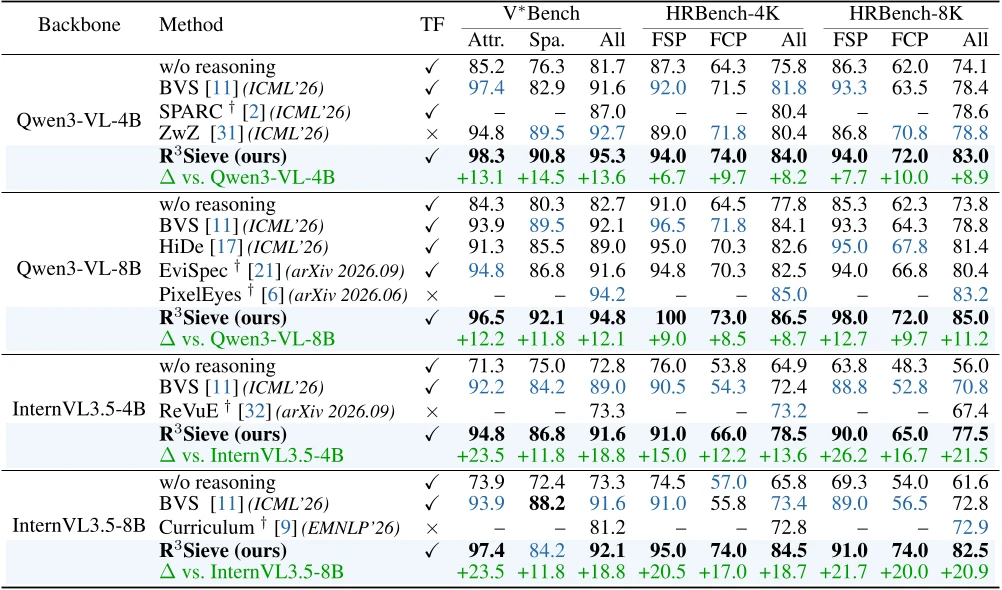 Backbone Method TF V*Bench HRBench-4K HRBench-8K
Attr. Spa. All FSP FCP All FSP FCP All
Qwen3-VL-4B
w/o reasoning ✓ 85.2 76.3 81.7 87.3 64.3 75.8 86.3 62.0 74.1
BVS [11] (ICML'26) ✓ 97.4 82.9 91.6 92.0 71.5 81.8 93.3 63.5 78.4
SPARC † [2] (ICML'26) ✓ – – 87.0 – – 80.4 – – 78.6
ZwZ [31] (ICML'26) × 94.8 89.5 92.7 89.0 71.8 80.4 86.8 70.8 78.8
R³Sieve (ours) ✓ 98.3 90.8 95.3 94.0 74.0 84.0 94.0 72.0 83.0
Δ vs. Qwen3-VL-4B +13.1 +14.5 +13.6 +6.7 +9.7 +8.2 +7.7 +10.0 +8.9
Qwen3-VL-8B
w/o reasoning ✓ 84.3 80.3 82.7 91.0 64.5 77.8 85.3 62.3 73.8
BVS [11] (ICML'26) ✓ 93.9 89.5 92.1 96.5 71.8 84.1 93.3 64.3 78.8
HiDe [17] (ICML'26) ✓ 91.3 85.5 89.0 95.0 70.3 82.6 95.0 67.8 81.4
EviSpec † [21] (arXiv 2026.09) ✓ 94.8 86.8 91.6 94.8 70.3 82.5 94.0 66.8 80.4
PixelEyes † [6] (arXiv 2026.06) × – – 94.2 – – 85.0 – – 83.2
R³Sieve (ours) ✓ 96.5 92.1 94.8 100 73.0 86.5 98.0 72.0 85.0
Δ vs. Qwen3-VL-8B +12.2 +11.8 +12.1 +9.0 +8.5 +8.7 +12.7 +9.7 +11.2
InternVL3.5-4B
w/o reasoning ✓ 71.3 75.0 72.8 76.0 53.8 64.9 63.8 48.3 56.0
BVS [11] (ICML'26) ✓ 92.2 84.2 89.0 90.5 54.3 72.4 88.8 52.8 70.8
ReVuE † [32] (arXiv 2026.09) × – – 73.3 – – 73.2 – – 67.4
R³Sieve (ours) ✓ 94.8 86.8 91.6 91.0 66.0 78.5 90.0 65.0 77.5
Δ vs. InternVL3.5-4B +23.5 +11.8 +18.8 +15.0 +12.2 +13.6 +26.2 +16.7 +21.5
InternVL3.5-8B
w/o reasoning ✓ 73.9 72.4 73.3 74.5 57.0 65.8 69.3 54.0 61.6
BVS [11] (ICML'26) ✓ 93.9 88.2 91.6 91.0 55.8 73.4 89.0 56.5 72.8
Curriculum † [9] (EMNLP'26) × – – 81.2 – – 72.8 – – 72.9
R³Sieve (ours) ✓ 97.4 84.2 92.1 95.0 74.0 84.5 91.0 74.0 82.5
Δ vs. InternVL3.5-8B +23.5 +11.8 +18.8 +20.5 +17.0 +18.7 +21.7 +20.0 +20.9